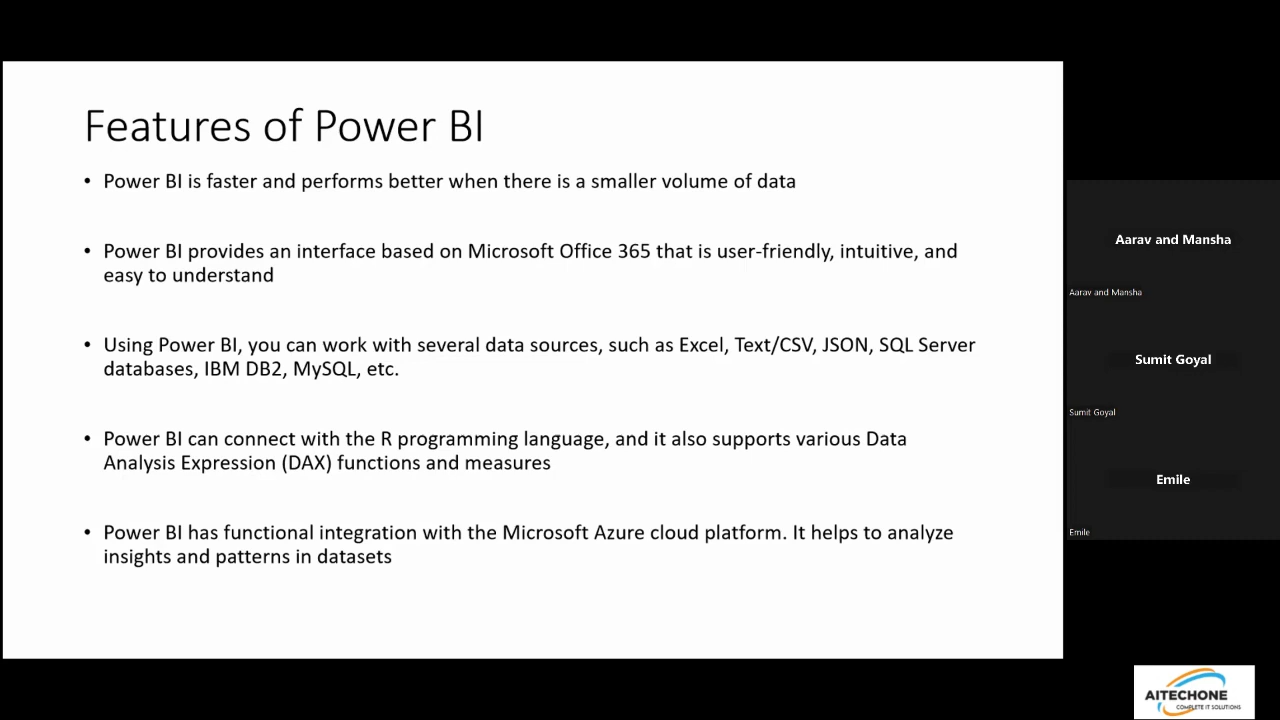 Features of Power BI
• Power BI is faster and performs better when there is a smaller volume of data
• Power BI provides an interface based on Microsoft Office 365 that is user-friendly, intuitive, and
easy to understand
• Using Power BI, you can work with several data sources, such as Excel, Text/CSV, JSON, SQL Server
databases, IBM DB2, MySQL, etc.
• Power BI can connect with the R programming language, and it also supports various Data
Analysis Expression (DAX) functions and measures
• Power BI has functional integration with the Microsoft Azure cloud platform. It helps to analyze
insights and patterns in datasets
Aarav and Mansha
Aarav and Mansha
Sumit Goyal
Sumit Goyal
Emile
Emile
AITECHONE
COMPLETE IT SOLUTIONS